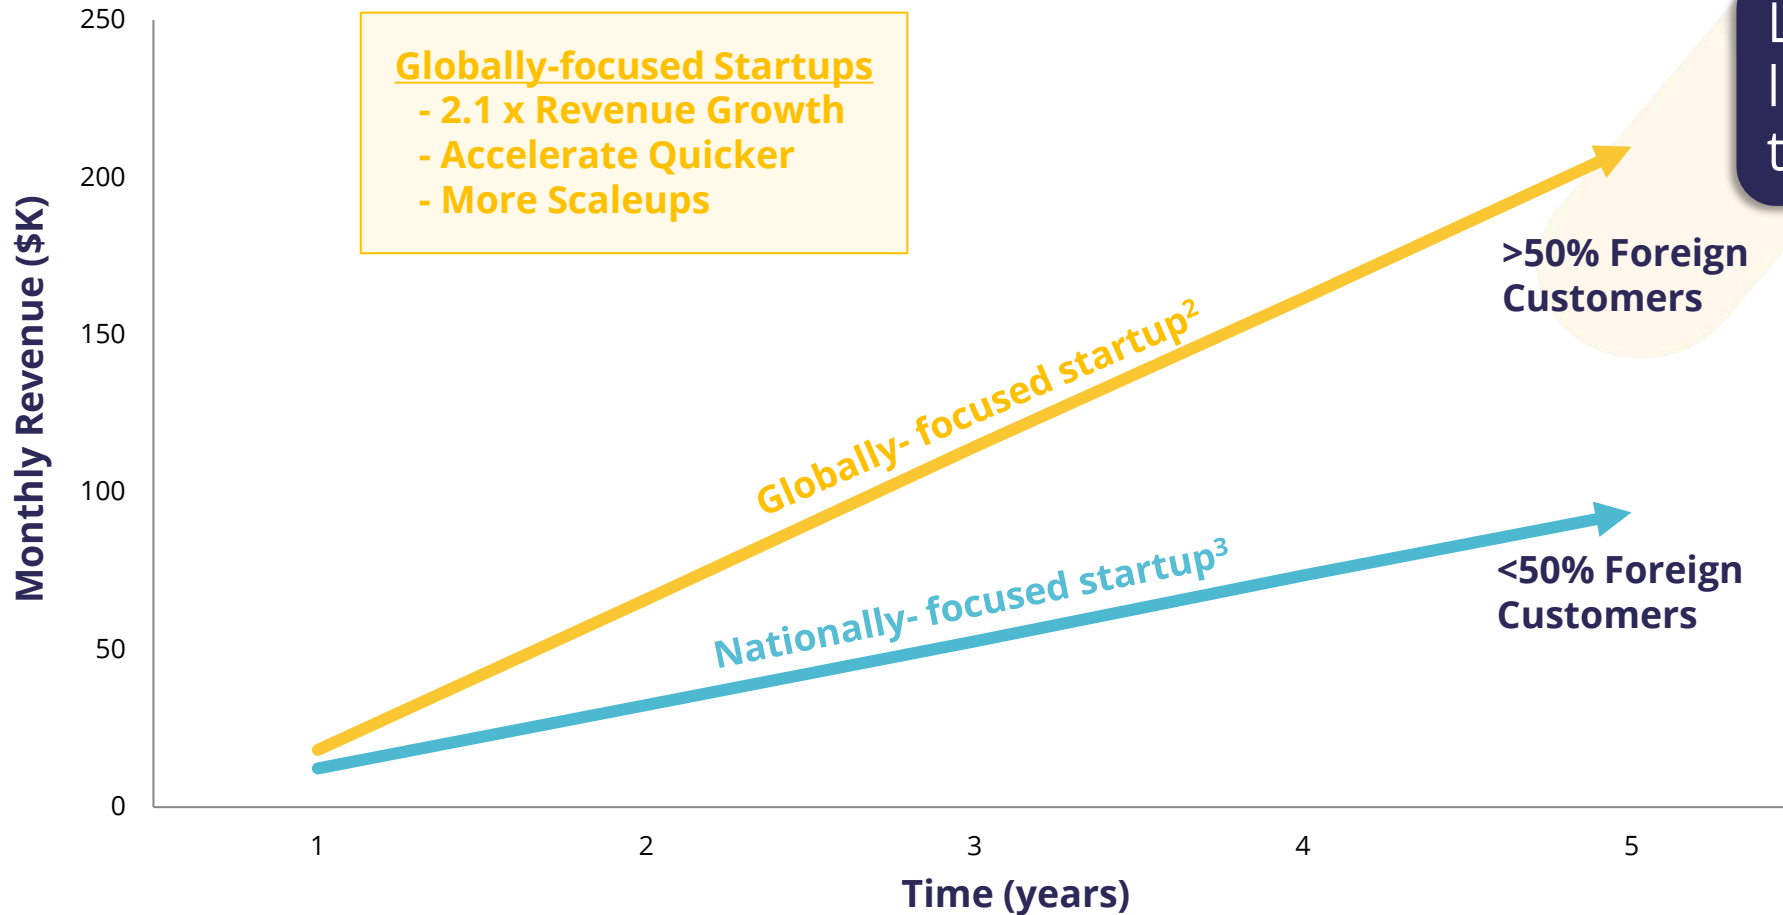 250
200
150
100
50
0
Monthly Revenue ($K)
Globally-focused Startups
- 2.1 x Revenue Growth
- Accelerate Quicker
- More Scaleups
Globally- focused startup²
>50% Foreign
Customers
Nationally- focused startup³
<50% Foreign
Customers
1 2 3 4 5
Time (years)